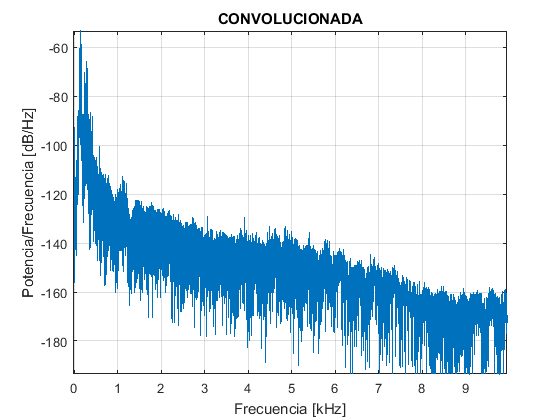 CONVOLUCIONADA
Potencia/Frecuencia [dB/Hz]
-60
-80
-100
-120
-140
-160
-180
0 1 2 3 4 5 6 7 8 9
Frecuencia [kHz]